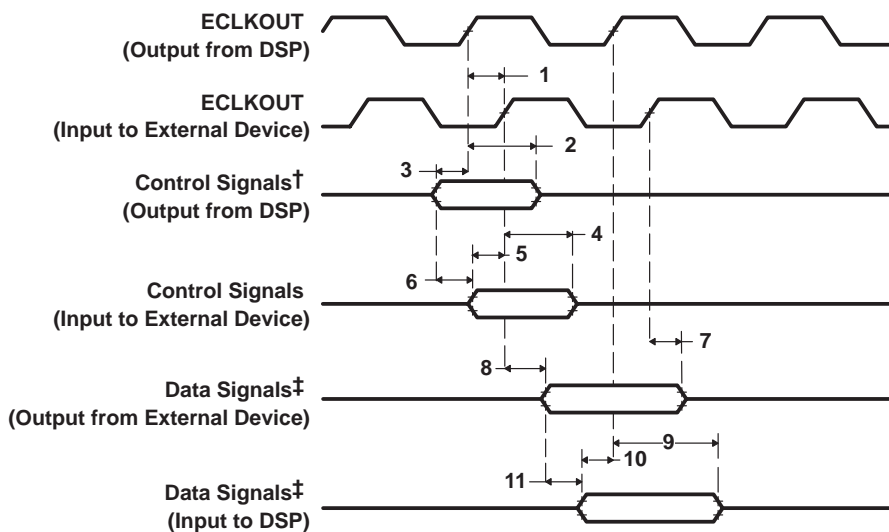 ECLKOUT
(Output from DSP)
1
ECLKOUT
(Input to External Device)
2
3
Control Signals†
(Output from DSP)
4
5
6
Control Signals
(Input to External Device)
7
8
Data Signals‡
(Output from External Device)
9
10
11
Data Signals‡
(Input to DSP)